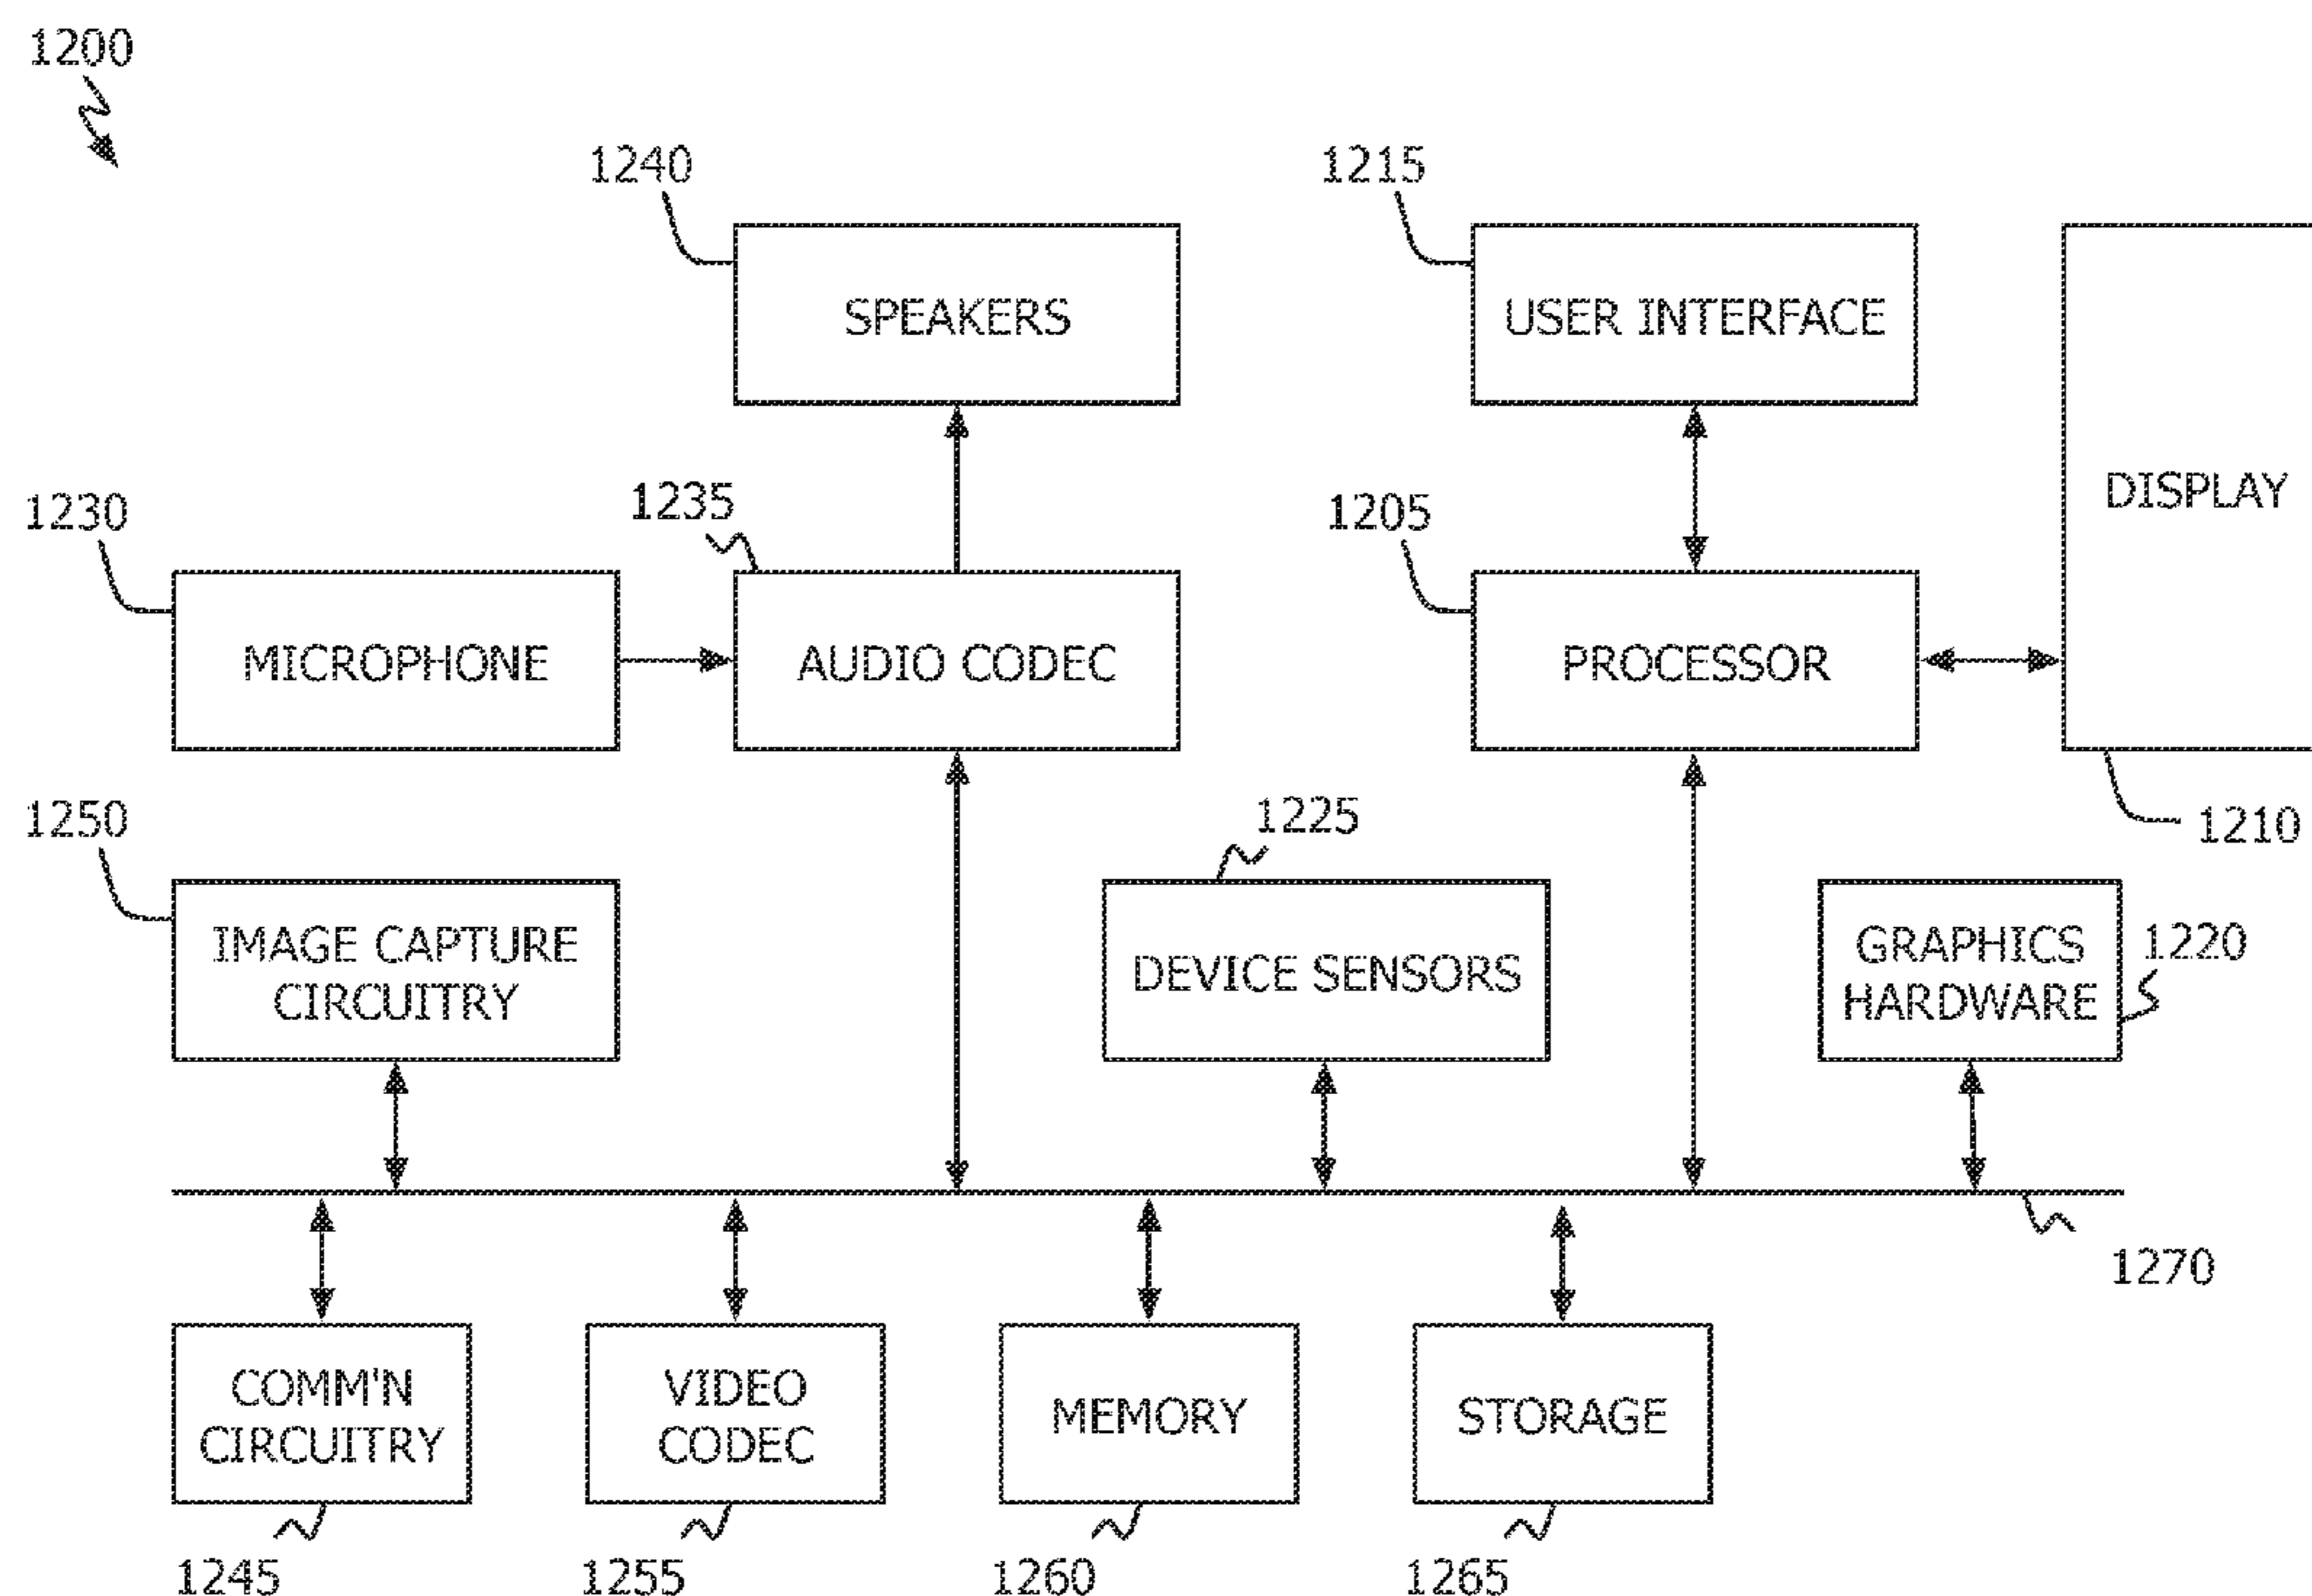 1200
1240
1215
SPEAKERS
USER INTERFACE
DISPLAY
1230
1235
1205
MICROPHONE
AUDIO CODEC
PROCESSOR
1250
1225
1210
IMAGE CAPTURE
CIRCUITRY
DEVICE SENSORS
GRAPHICS
HARDWARE
1220
1270
COMM'N
CIRCUITRY
VIDEO
CODEC
MEMORY
STORAGE
1245
1255
1260
1265